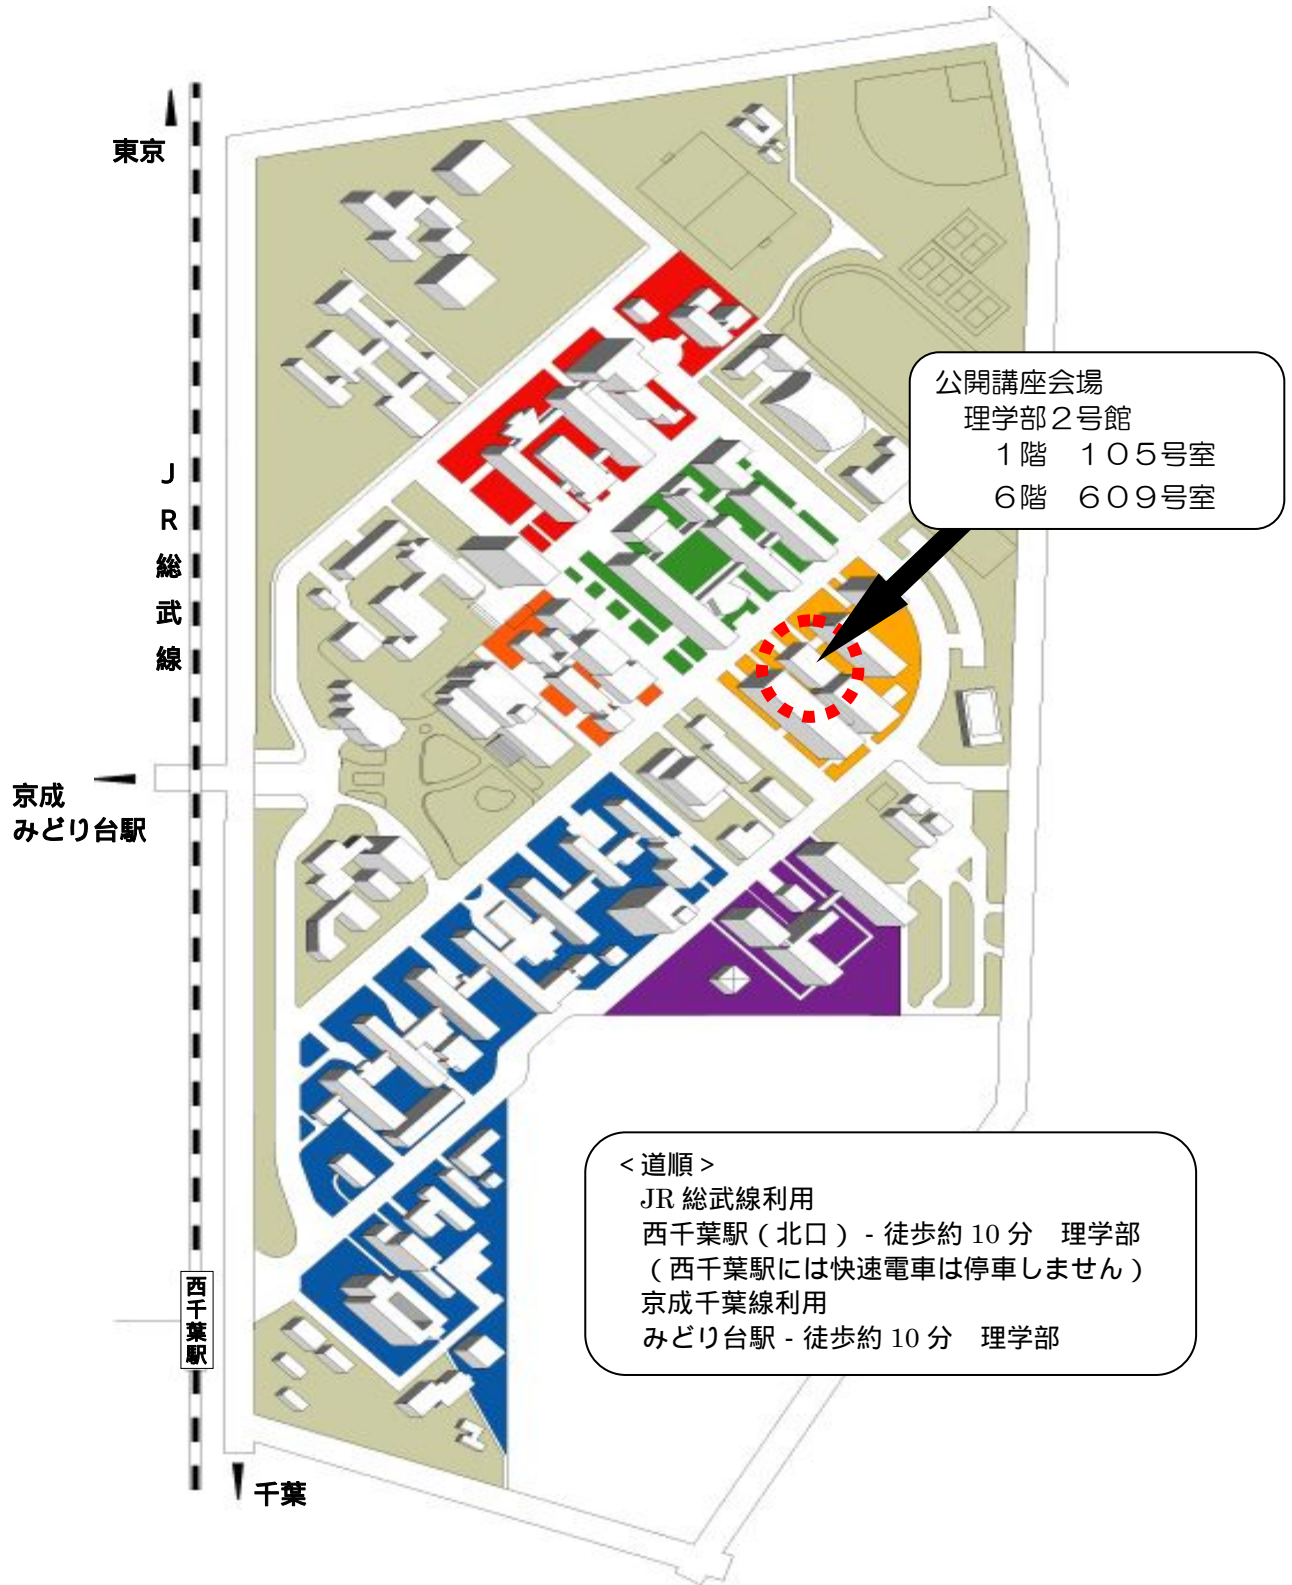 東京
JR総武線
公開講座会場
理学部2号館
1階　105号室
6階　609号室
京成
みどり台駅
<道順>
JR 総武線利用
西千葉駅（北口）- 徒歩約 10 分　理学部
（西千葉駅には快速電車は停車しません）
京成千葉線利用
みどり台駅 - 徒歩約 10 分　理学部
西千葉駅
千葉